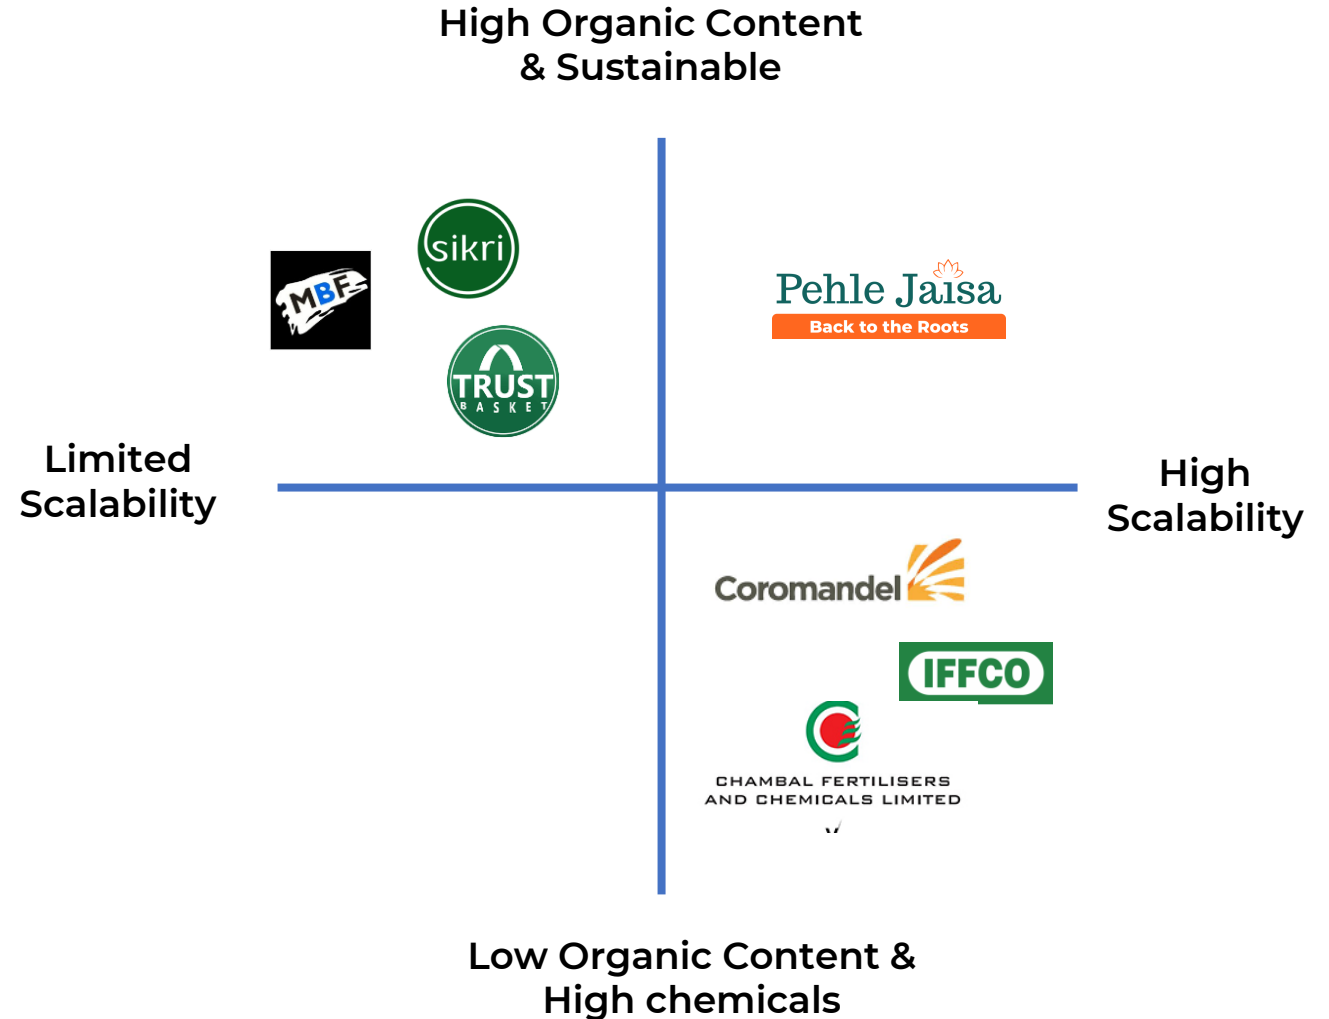 High Organic Content
& Sustainable
sikri
MBF
Pehle Jaisa
Back to the Roots
TRUST
BASKET
Limited
Scalability
High
Scalability
Coromandel
IFFCO
CHAMBAL FERTILISERS
AND CHEMICALS LIMITED
Low Organic Content &
High chemicals